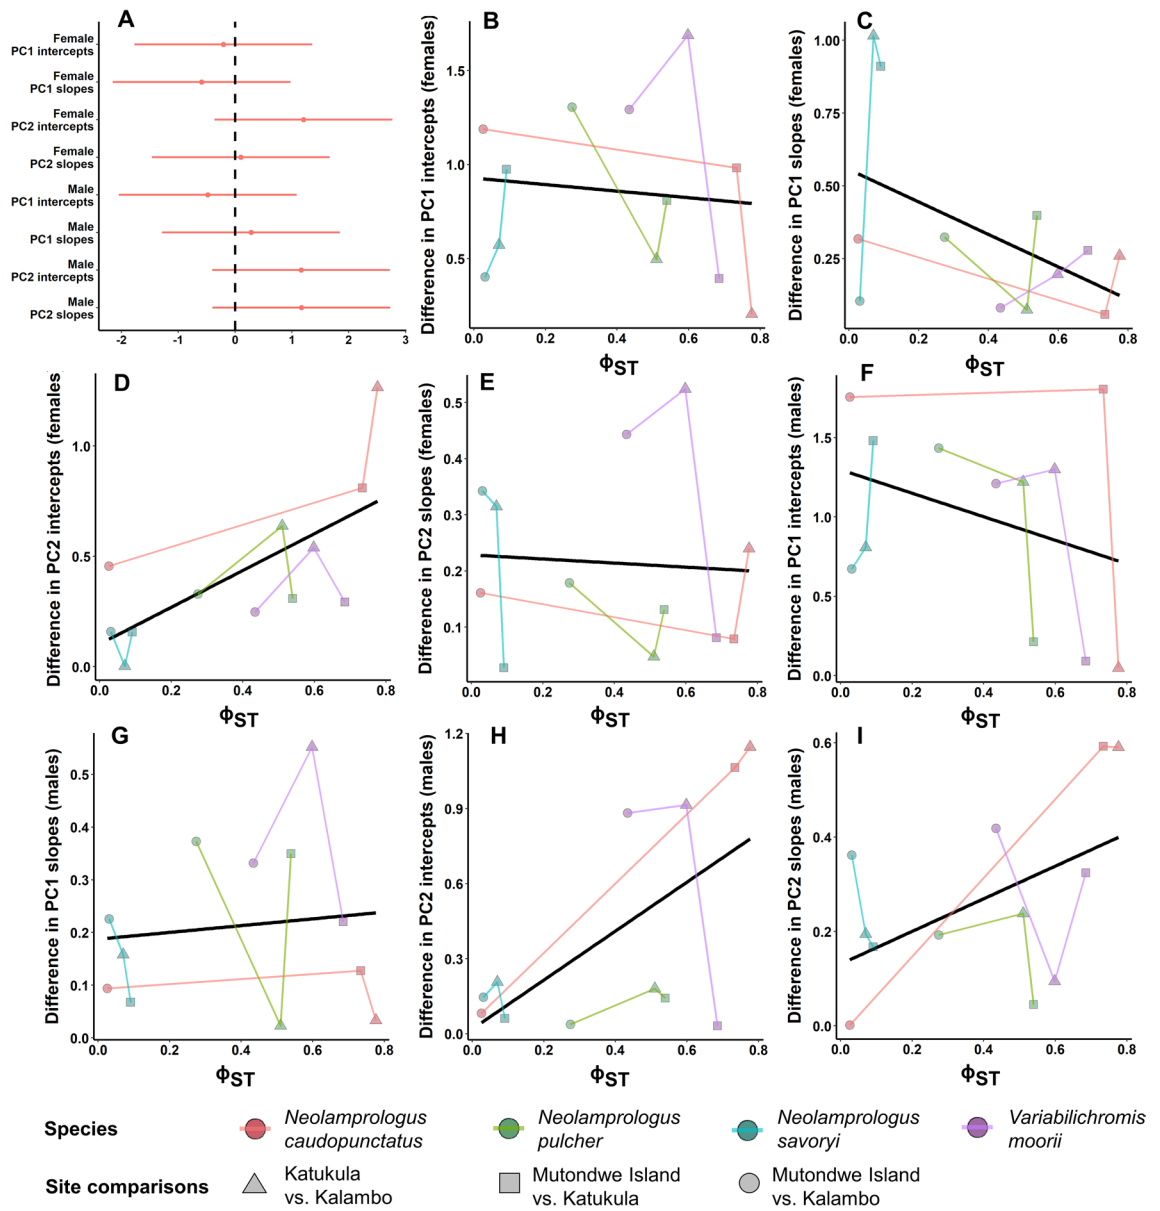 A
Female
PC1 intercepts
Female
PC1 slopes
Female
PC2 intercepts
Female
PC2 slopes
Male
PC1 intercepts
Male
PC1 slopes
Male
PC2 intercepts
Male
PC2 slopes
-2 -1 0 1 2 3
B
Difference in PC1 intercepts (females)
1.5
1.0
0.5
0.0 0.2 0.4 0.6 0.8
ΦST
C
Difference in PC1 slopes (females)
1.00
0.75
0.50
0.25
0.0 0.2 0.4 0.6 0.8
ΦST
D
Difference in PC2 intercepts (females)
1.0
0.5
0.0
0.0 0.2 0.4 0.6 0.8
ΦST
E
Difference in PC2 slopes (females)
0.5
0.4
0.3
0.2
0.1
0.0 0.2 0.4 0.6 0.8
ΦST
F
Difference in PC1 intercepts (males)
1.5
1.0
0.5
0.0
0.0 0.2 0.4 0.6 0.8
ΦST
G
Difference in PC1 slopes (males)
0.5
0.4
0.3
0.2
0.1
0.0
0.0 0.2 0.4 0.6 0.8
ΦST
H
Difference in PC2 intercepts (males)
1.2
0.9
0.6
0.3
0.0
0.0 0.2 0.4 0.6 0.8
ΦST
I
Difference in PC2 slopes (males)
0.6
0.4
0.2
0.0
0.0 0.2 0.4 0.6 0.8
ΦST
Species
Neolamprologus
caudopunctatus
Neolamprologus
pulcher
Neolamprologus
savoryi
Variabilichromis
moorii
Site comparisons
Katukula
vs. Kalambo
Mutondwe Island
vs. Katukula
Mutondwe Island
vs. Kalambo